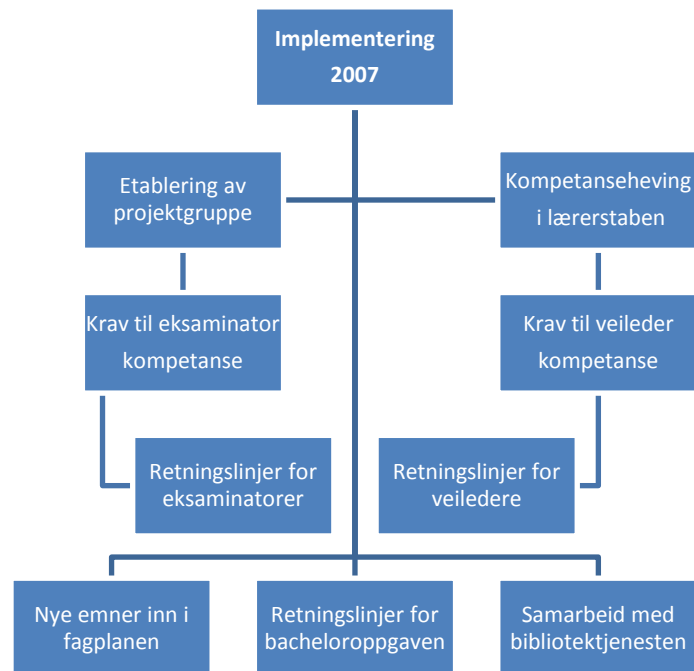 Implementering
2007
Etablering av
projektgruppe
Kompetanseheving
i lærerstaben
Krav til eksaminator
kompetanse
Krav til veileder
kompetanse
Retningslinjer for
eksaminatorer
Retningslinjer for
veiledere
Nye emner inn i
fagplanen
Retningslinjer for
bacheloroppgaven
Samarbeid med
bibliotektjenesten